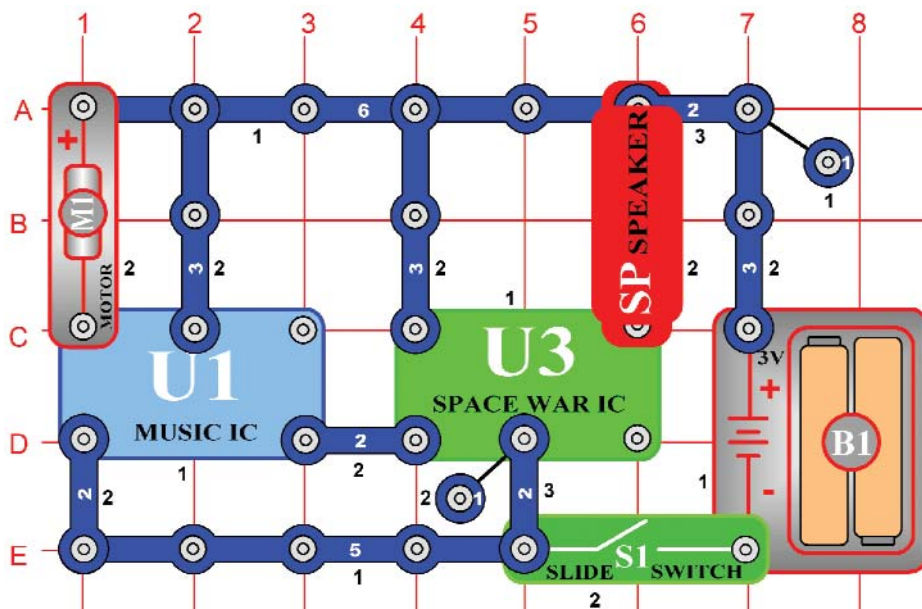 1 2 3 4 5 6 7 8
A 6 2
1 3
+
1
1
M1
B
MOTOR
2 3 2 3 2 2 3 2
SP SPEAKER
1
C
U1 U3 3V
MUSIC IC SPACE WAR IC +
D 2
B1
1 2 1
2 2 2 1 2 3 -
E 5
1
S1
SLIDE SWITCH
2